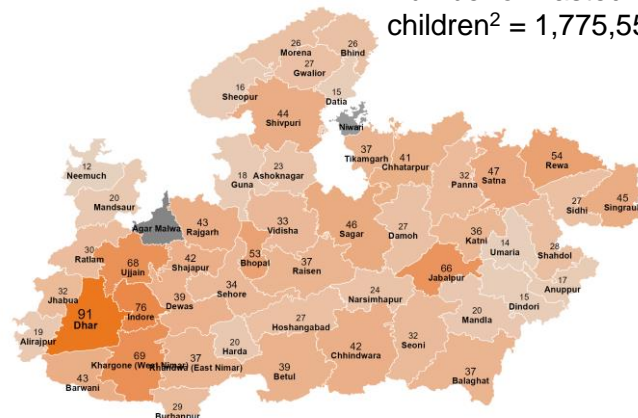 children² = 1,775,55
26
Morena
26
Bhind
27
Gwalior
16
Sheopur
15
Datia
44
Shivpuri
Niwari
37
Tikamgarh
41
Chhatarpur
54
Rewa
47
Satna
32
Panna
45
Singraul
27
Sidhi
12
Neemuch
20
Mandsaur
18
Guna
23
Ashoknagar
Agar Malwa
43
Rajgarh
33
Vidisha
46
Sagar
27
Damoh
36
Katni
14
Umaria
28
Shahdol
30
Ratlam
68
Ujjain
42
Shajapur
53
Bhopal
37
Raisen
66
Jabalpur
17
Anuppur
32
Jhabua
91
Dhar
76
Indore
39
Dewas
34
Sehore
24
Narsimhapur
15
Dindori
19
Alirajpur
27
Hoshangabad
20
Mandla
20
Harda
32
Seoni
69
Khargone (West Nimar)
37
Khandwa (East Nimar)
43
Barwani
39
Betul
42
Chhindwara
37
Balaghat
29
Burhanpur